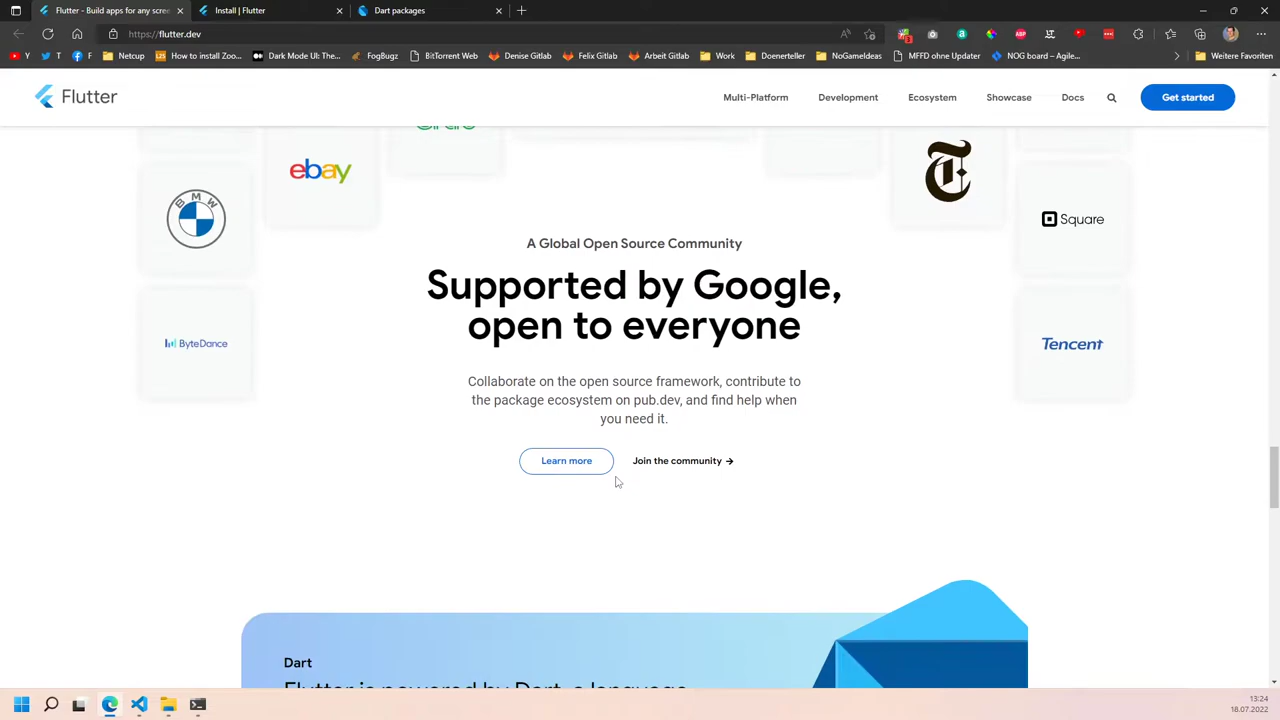 Flutter - Build apps for any scree
Install | Flutter
Dart packages
https://flutter.dev
Y
T
F
Netcup
How to install Zoo...
Dark Mode UI: The...
FogBugz
BitTorrent Web
Denise Gitlab
Felix Gitlab
Arbeit Gitlab
Work
Doenerteller
NoGameIdeas
MFFD ohne Updater
NOG board – Agile...
Weitere Favoriten
Flutter
Multi-Platform
Development
Ecosystem
Showcase
Docs
Get started
ebay
BMW
T
Square
A Global Open Source Community
Supported by Google,
open to everyone
ByteDance
Tencent
Collaborate on the open source framework, contribute to
the package ecosystem on pub.dev, and find help when
you need it.
Learn more
Join the community →
Dart
Flutter is powered by Dart, a language
13:24
18.07.2022